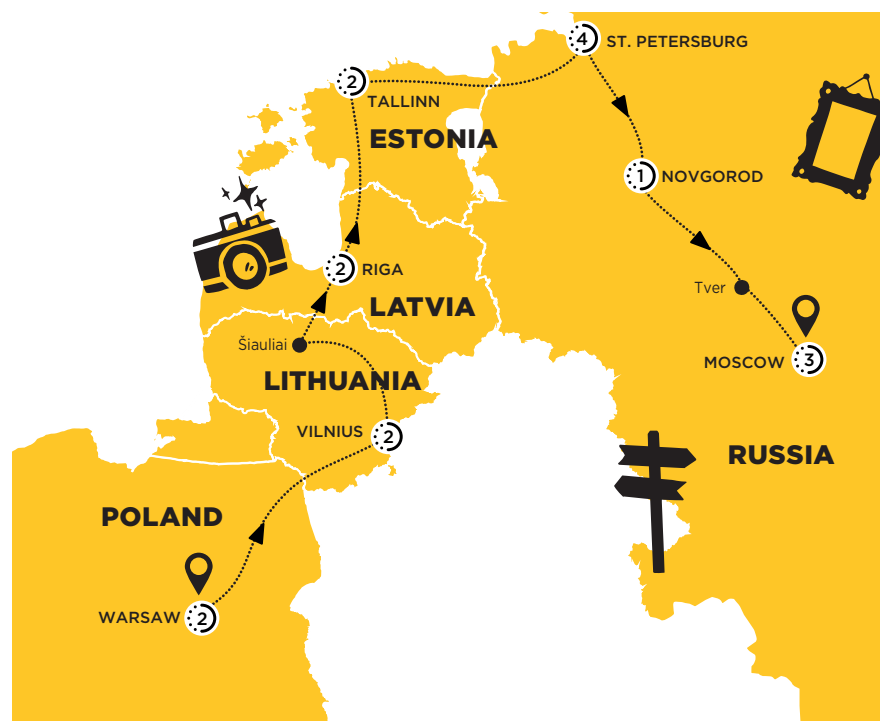 4 ST. PETERSBURG
2
TALLINN
ESTONIA
1 NOVGOROD
2 RIGA
Tver
LATVIA
Šiauliai
MOSCOW 3
LITHUANIA
VILNIUS 2
RUSSIA
POLAND
WARSAW 2